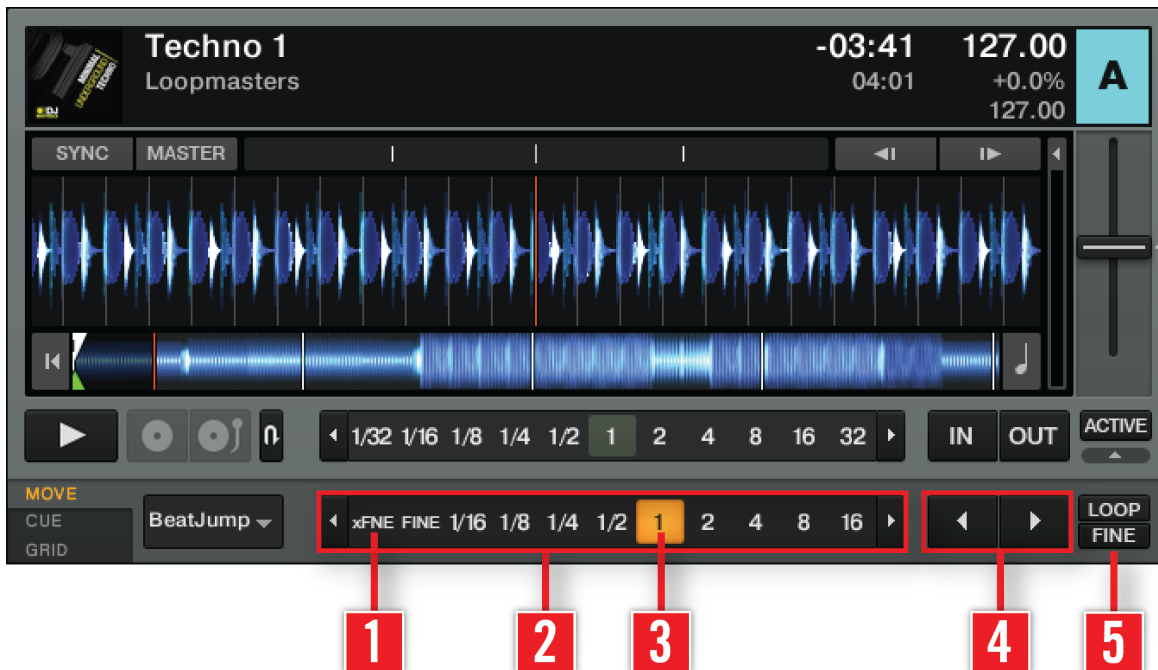 Techno 1
Loopmasters
-03:41
04:01
127.00
+0.0%
127.00
A
MINIMAL
UNDERGROUND
TECHNO
SYNC MASTER
1/32 1/16 1/8 1/4 1/2 1 2 4 8 16 32
IN OUT
ACTIVE
MOVE
CUE
GRID
BeatJump
xFNE FINE 1/16 1/8 1/4 1/2 1 2 4 8 16
LOOP
FINE
1 2 3 4 5